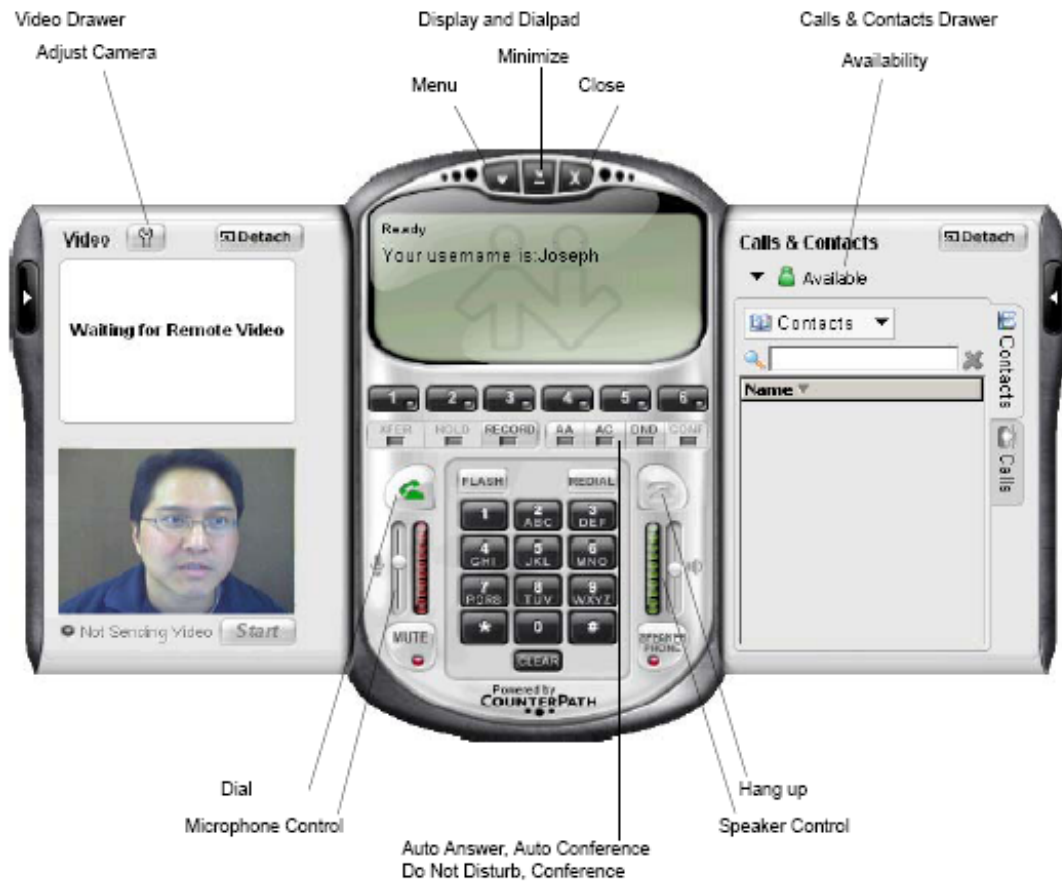 Video Drawer
Display and Dialpad
Calls & Contacts Drawer
Adjust Camera
Minimize
Availability
Menu
Close
Video
Detach
Ready
Your username is:Joseph
Calls & Contacts
Detach
Available
Waiting for Remote Video
Contacts
Name
Contacts
Calls
1 2 3 4 5 6
XFER HOLD RECORD AA AC DND CONF
FLASH REDIAL
1 2 ABC 3 DEF
4 GHI 5 JKL 6 MNO
7 PQRS 8 TUV 9 WXYZ
* 0 #
MUTE
SPEAKER PHONE
CLEAR
Not Sending Video Start
Powered by
COUNTERPATH
Dial
Hang up
Microphone Control
Speaker Control
Auto Answer, Auto Conference
Do Not Disturb, Conference